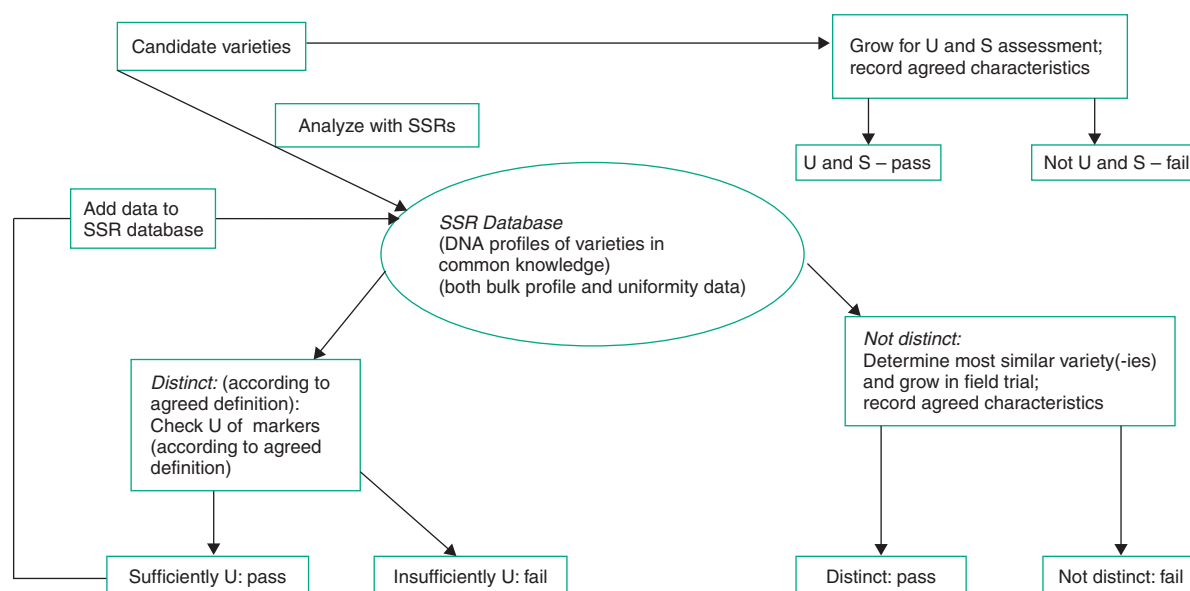 Candidate varieties
Grow for U and S assessment;
record agreed characteristics
Analyze with SSRs
U and S – pass
Not U and S – fail
Add data to
SSR database
SSR Database
(DNA profiles of varieties in
common knowledge)
(both bulk profile and uniformity data)
Distinct: (according to
agreed definition):
Check U of markers
(according to agreed
definition)
Not distinct:
Determine most similar variety(-ies)
and grow in field trial;
record agreed characteristics
Sufficiently U: pass
Insufficiently U: fail
Distinct: pass
Not distinct: fail